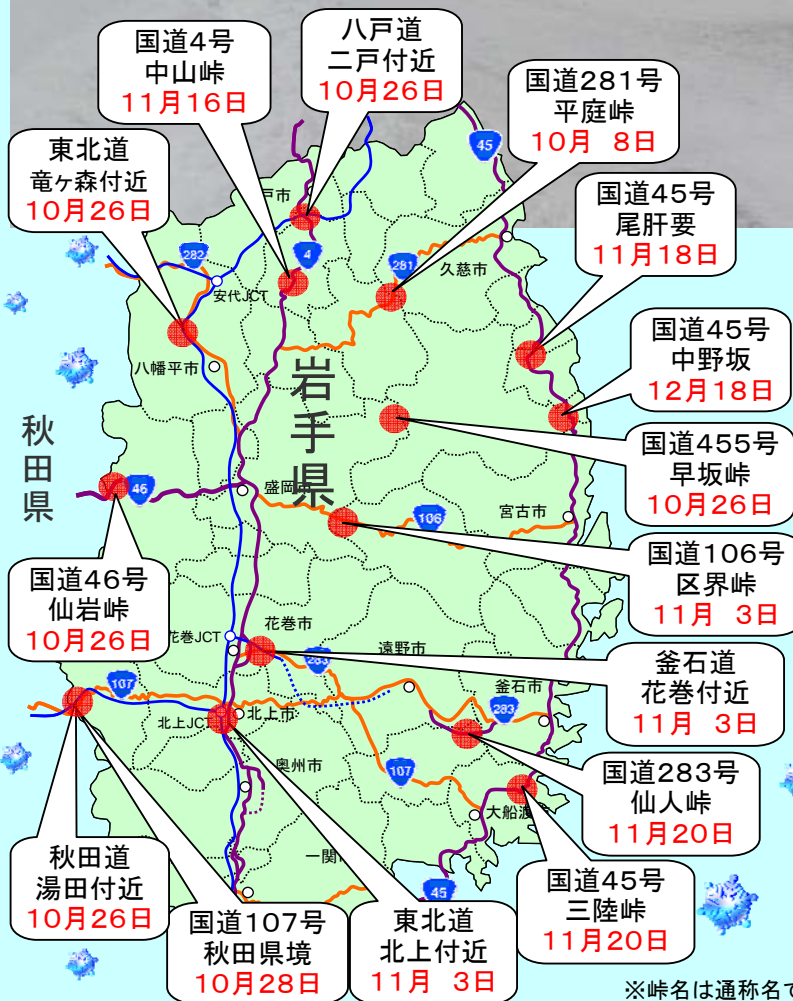 国道4号
中山峠
11月16日
八戸道
二戸付近
10月26日
国道281号
平庭峠
10月 8日
東北道
竜ヶ森付近
10月26日
国道45号
尾肝要
11月18日
国道45号
中野坂
12月18日
国道455号
早坂峠
10月26日
国道106号
区界峠
11月 3日
国道46号
仙岩峠
10月26日
釜石道
花巻付近
11月 3日
国道283号
仙人峠
11月20日
秋田道
湯田付近
10月26日
国道107号
秋田県境
10月28日
東北道
北上付近
11月 3日
国道45号
三陸峠
11月20日
45
戸市
282
4
281
久慈市
安代JCT
八幡平市
岩手県
秋田県
46
盛岡
106
宮古市
花巻JCT
花巻市
283
遠野市
107
釜石市
283
北上JCT
北上市
奥州市
107
大船渡
一関
45
※峠名は通称名で